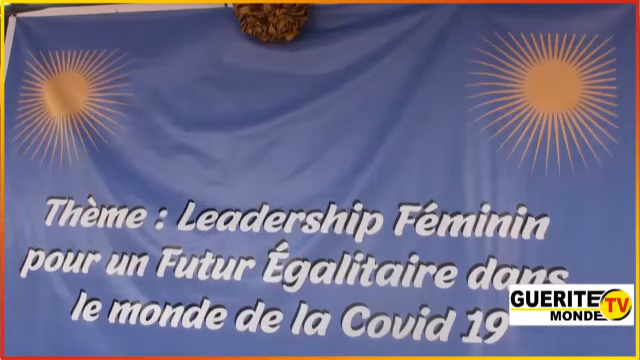 Thème : Leadership Féminin
pour un Futur Égalitaire dans
le monde de la Covid 19
GUERITE TV
MONDE